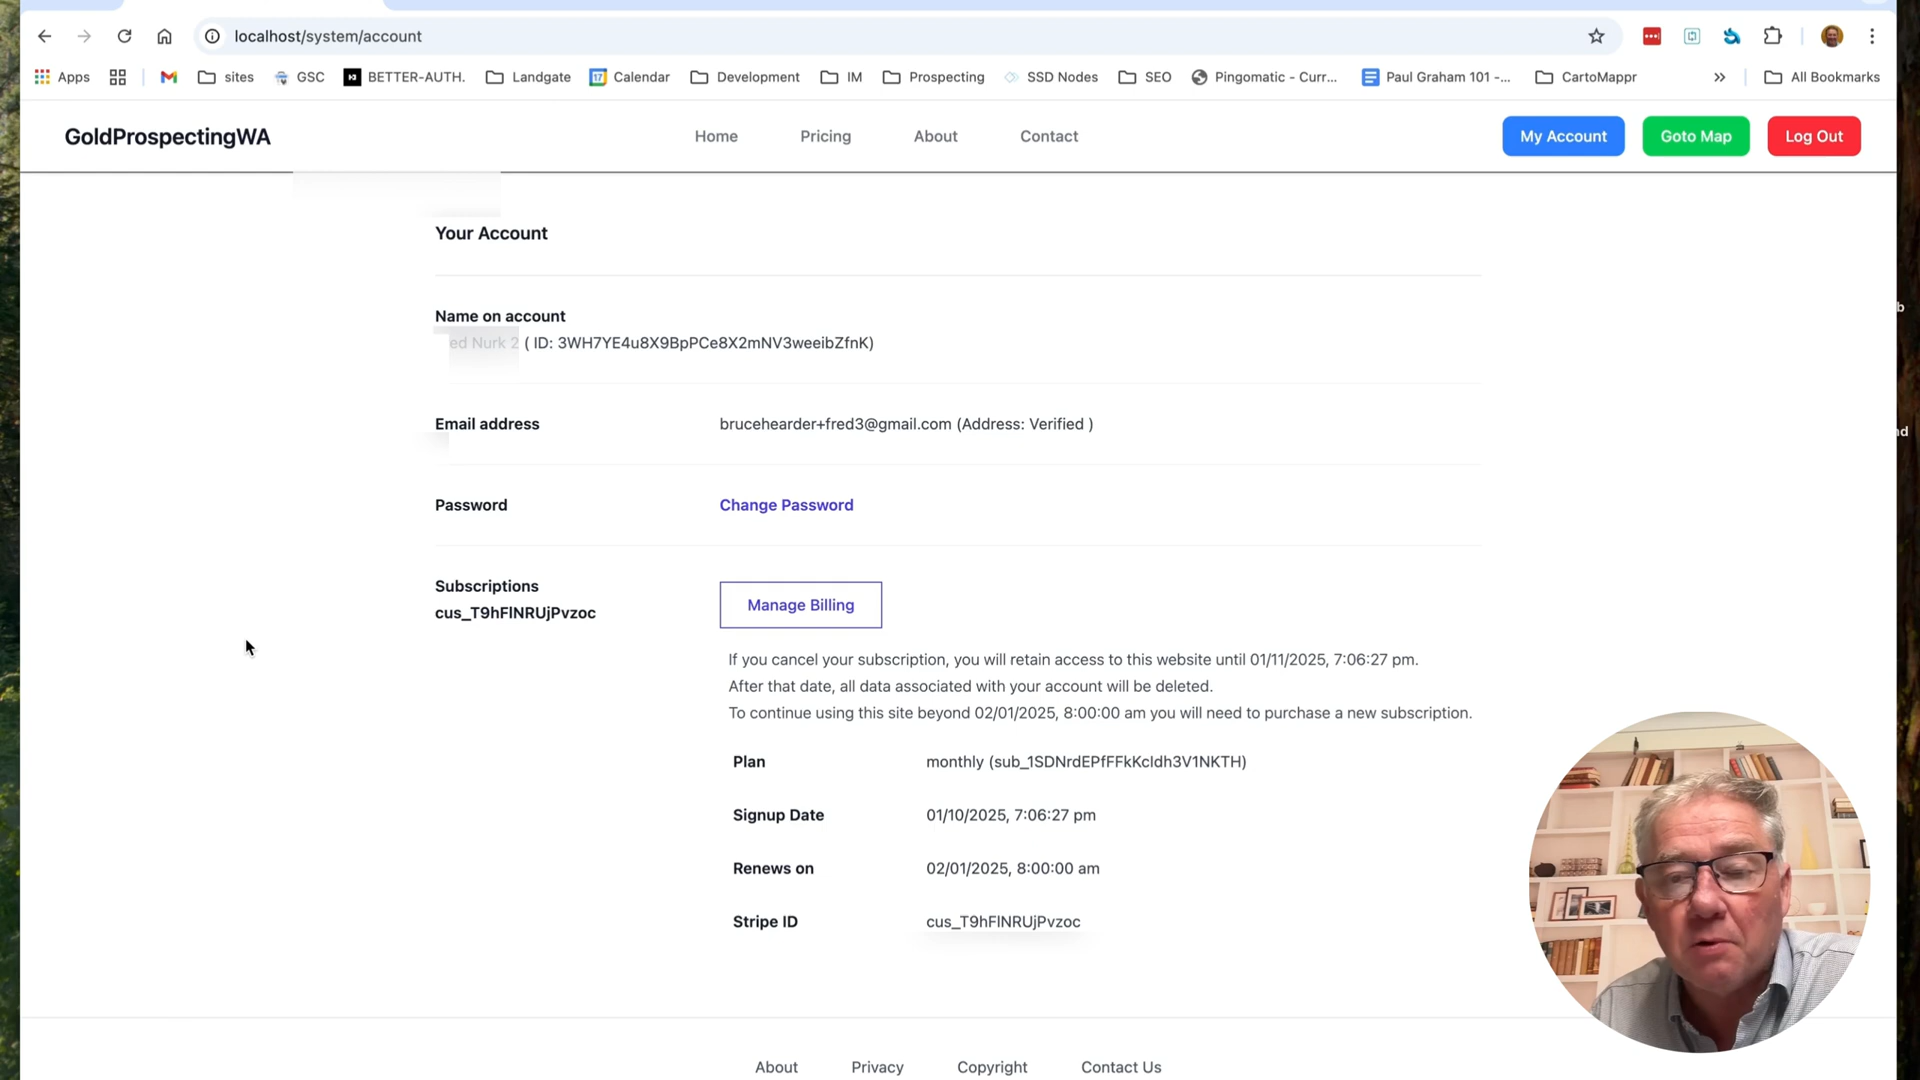 localhost/system/account
Apps sites GSC BETTER-AUTH. Landgate Calendar Development IM Prospecting SSD Nodes SEO Pingomatic - Curr... Paul Graham 101 -... CartoMappr » All Bookmarks
GoldProspectingWA Home Pricing About Contact My Account Goto Map Log Out
Your Account
Name on account
ed Nurk 2 ( ID: 3WH7YE4u8X9BpPCe8X2mNV3weeibZfnK)
Email address brucehearder+fred3@gmail.com (Address: Verified )
Password Change Password
Subscriptions Manage Billing
cus_T9hFlNRUjPvzoc
If you cancel your subscription, you will retain access to this website until 01/11/2025, 7:06:27 pm.
After that date, all data associated with your account will be deleted.
To continue using this site beyond 02/01/2025, 8:00:00 am you will need to purchase a new subscription.
Plan monthly (sub_1SDNrdEPfFFkKcIdh3V1NKTH)
Signup Date 01/10/2025, 7:06:27 pm
Renews on 02/01/2025, 8:00:00 am
Stripe ID cus_T9hFlNRUjPvzoc
About Privacy Copyright Contact Us